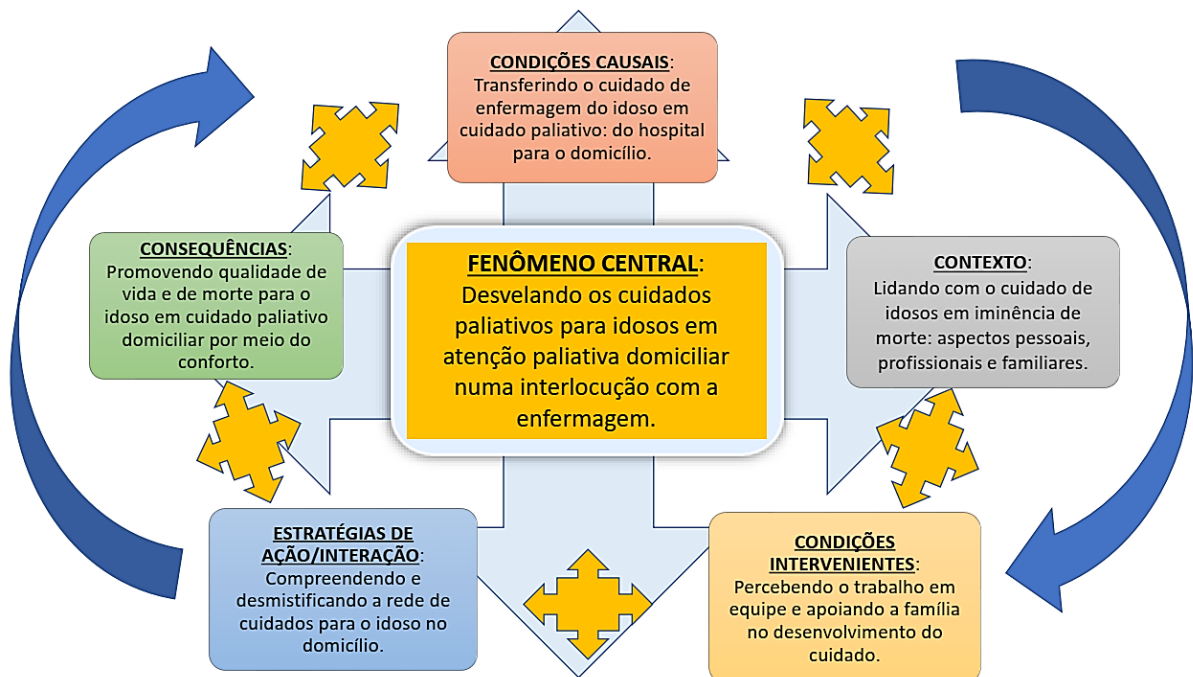 CONDIÇÕES CAUSAIS:
Transferindo o cuidado de
enfermagem do idoso em
cuidado paliativo: do hospital
para o domicílio.
CONSEQUÊNCIAS:
Promovendo qualidade de
vida e de morte para o
idoso em cuidado paliativo
domiciliar por meio do
conforto.
FENÔMENO CENTRAL:
Desvelando os cuidados
paliativos para idosos em
atenção paliativa domiciliar
numa interlocução com a
enfermagem.
CONTEXTO:
Lidando com o cuidado de
idosos em iminência de
morte: aspectos pessoais,
profissionais e familiares.
ESTRATÉGIAS DE
AÇÃO/INTERAÇÃO:
Compreendendo e
desmistificando a rede de
cuidados para o idoso no
domicílio.
CONDIÇÕES
INTERVENIENTES:
Percebendo o trabalho em
equipe e apoiando a família
no desenvolvimento do
cuidado.